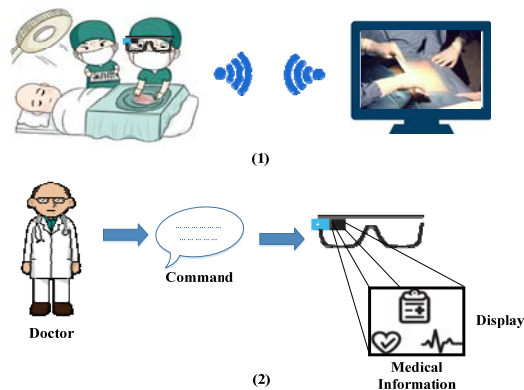 (1)
... ... ... ... ...
... ... ... ...
Command
Doctor
Display
Medical
Information
(2)